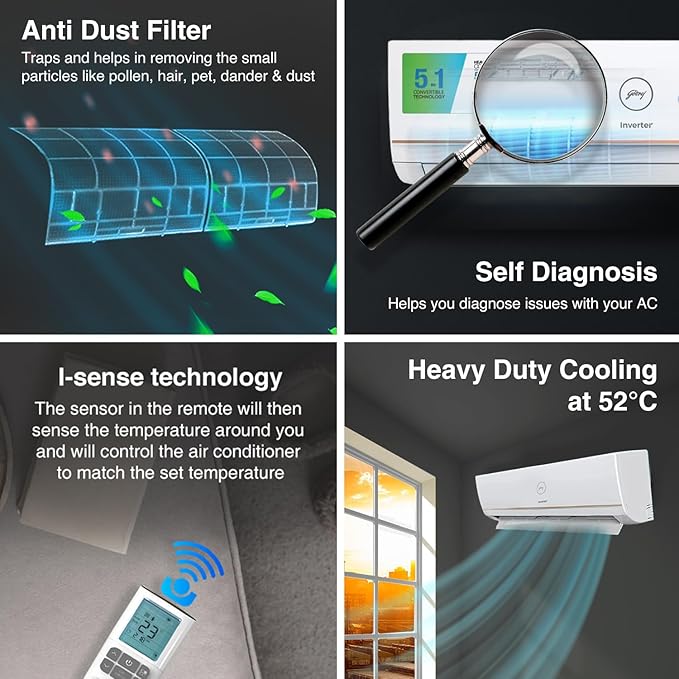 Anti Dust Filter
Traps and helps in removing the small
particles like pollen, hair, pet, dander & dust
5in1
CONVERTIBLE
TECHNOLOGY
Godrej
Inverter
Self Diagnosis
Helps you diagnose issues with your AC
I-sense technology
The sensor in the remote will then
sense the temperature around you
and will control the air conditioner
to match the set temperature
23
Heavy Duty Cooling
at 52°C